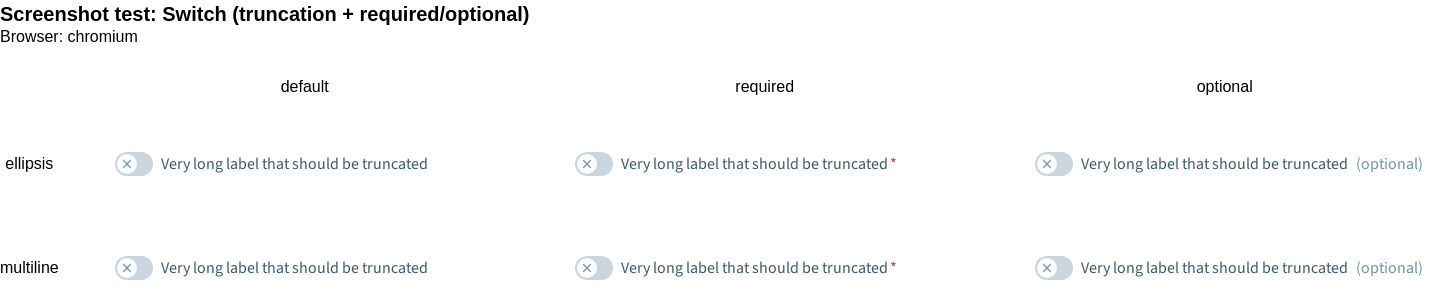 Screenshot test: Switch (truncation + required/optional)
Browser: chromium
default required optional
ellipsis Very long label that should be truncated Very long label that should be truncated * Very long label that should be truncated (optional)
multiline Very long label that should be truncated Very long label that should be truncated * Very long label that should be truncated (optional)